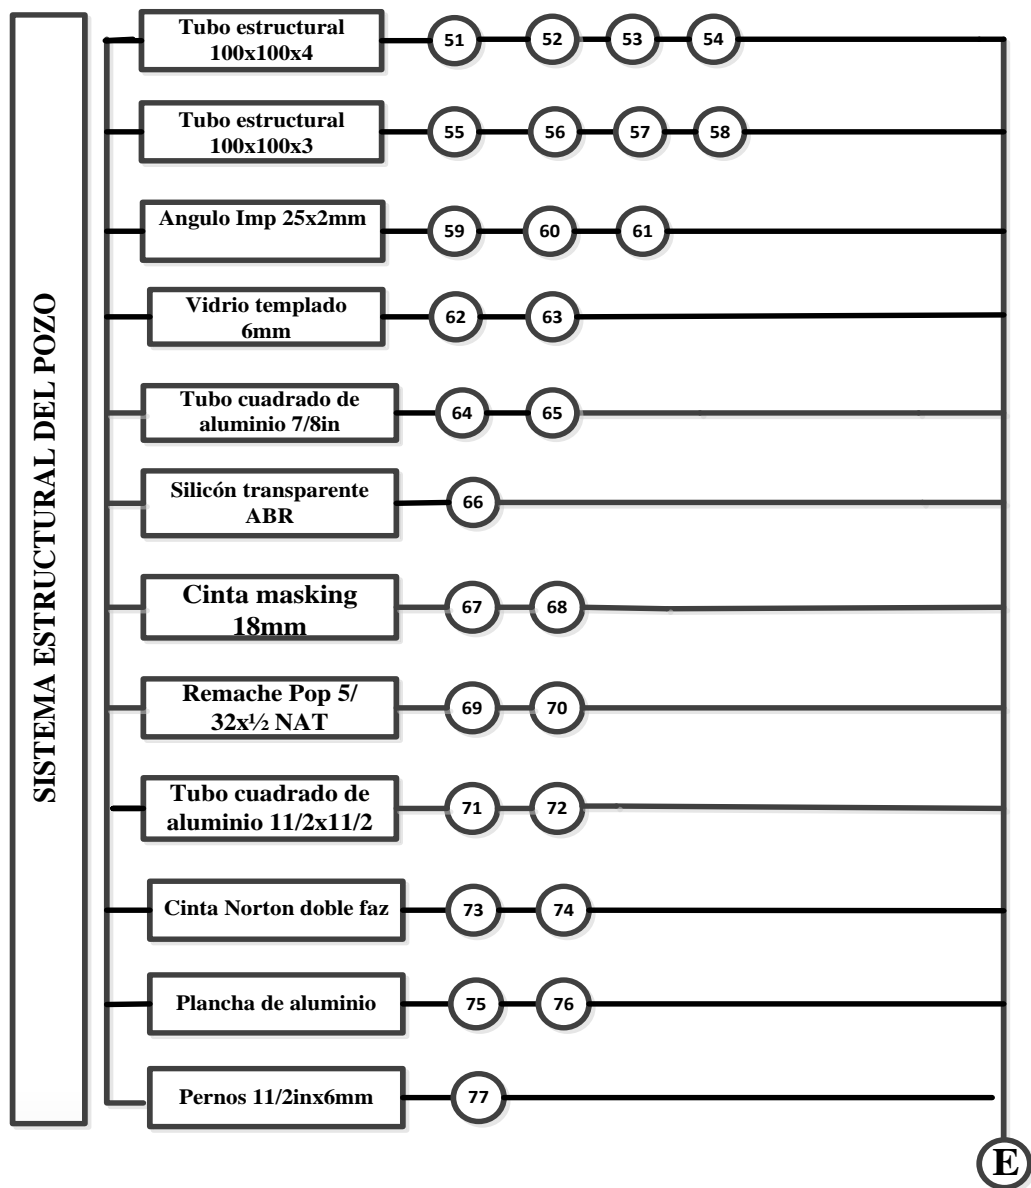 SISTEMA ESTRUCTURAL DEL POZO
Tubo estructural
100x100x4
51 52 53 54
Tubo estructural
100x100x3
55 56 57 58
Angulo Imp 25x2mm
59 60 61
Vidrio templado
6mm
62 63
Tubo cuadrado de
aluminio 7/8in
64 65
Silicón transparente
ABR
66
Cinta masking
18mm
67 68
Remache Pop 5/
32x½ NAT
69 70
Tubo cuadrado de
aluminio 11/2x11/2
71 72
Cinta Norton doble faz
73 74
Plancha de aluminio
75 76
Pernos 11/2inx6mm
77
E